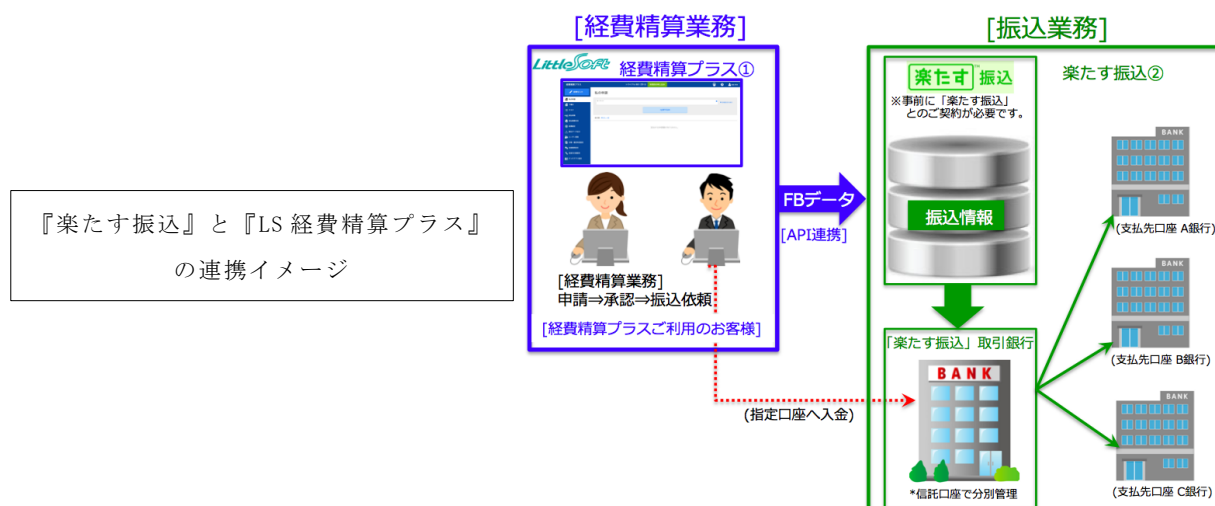 『楽たす振込』と『LS 経費精算プラス』
の連携イメージ
[経費精算業務]
LittleSoft 経費精算プラス①
[経費精算業務]
申請⇒承認⇒振込依頼
[経費精算プラスご利用のお客様]
FBデータ
[API連携]
(指定口座へ入金)
[振込業務]
楽たす振込
楽たす振込②
※事前に「楽たす振込」
とのご契約が必要です。
振込情報
「楽たす振込」取引銀行
BANK
*信託口座で分別管理
BANK
(支払先口座 A銀行)
BANK
(支払先口座 B銀行)
BANK
(支払先口座 C銀行)